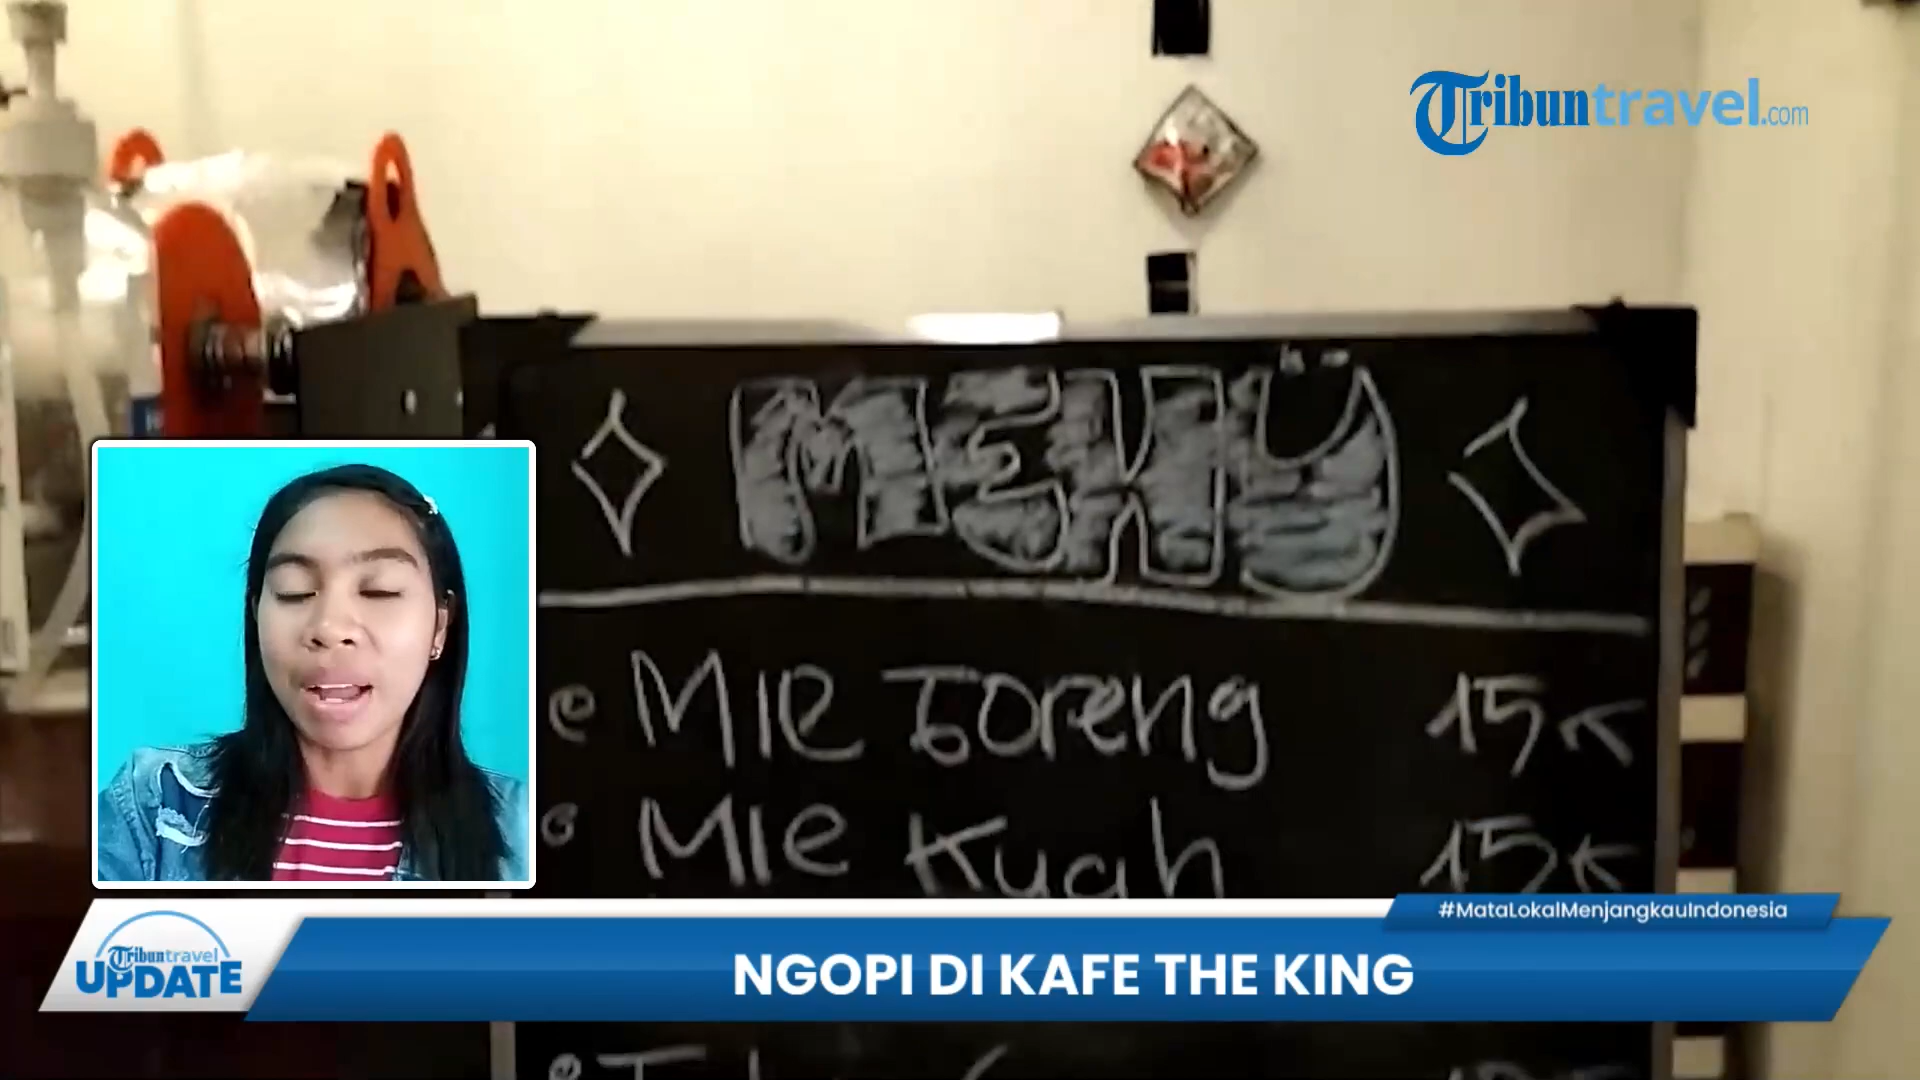 Tribuntravel.com
MENU
Mie Goreng 15K
Mie Kuah 15K
#MataLokalMenjangkauIndonesia
Tribuntravel
UPDATE
NGOPI DI KAFE THE KING